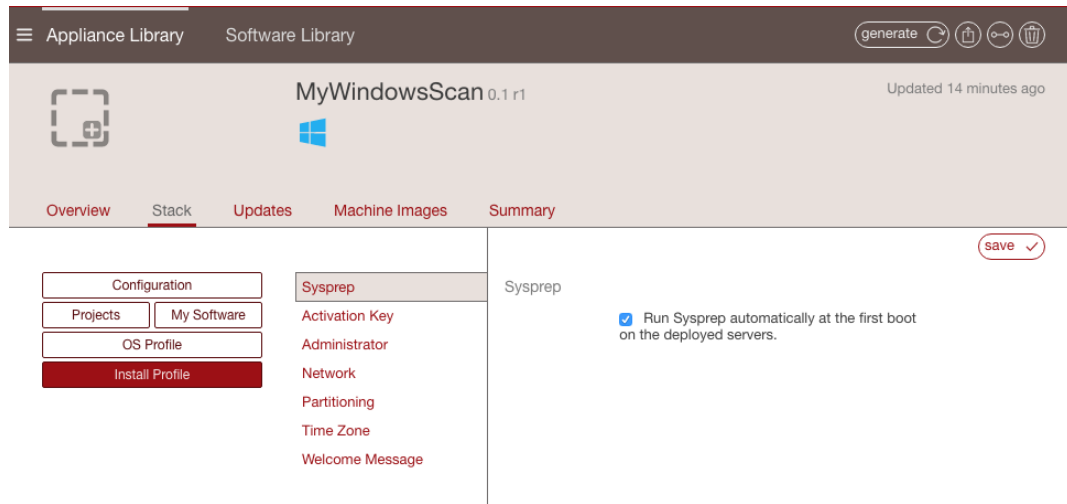 Appliance Library Software Library generate
MyWindowsScan 0.1 r1 Updated 14 minutes ago
Overview Stack Updates Machine Images Summary
save
Configuration
Projects My Software
OS Profile
Install Profile
Sysprep
Activation Key
Administrator
Network
Partitioning
Time Zone
Welcome Message
Sysprep
Run Sysprep automatically at the first boot
on the deployed servers.